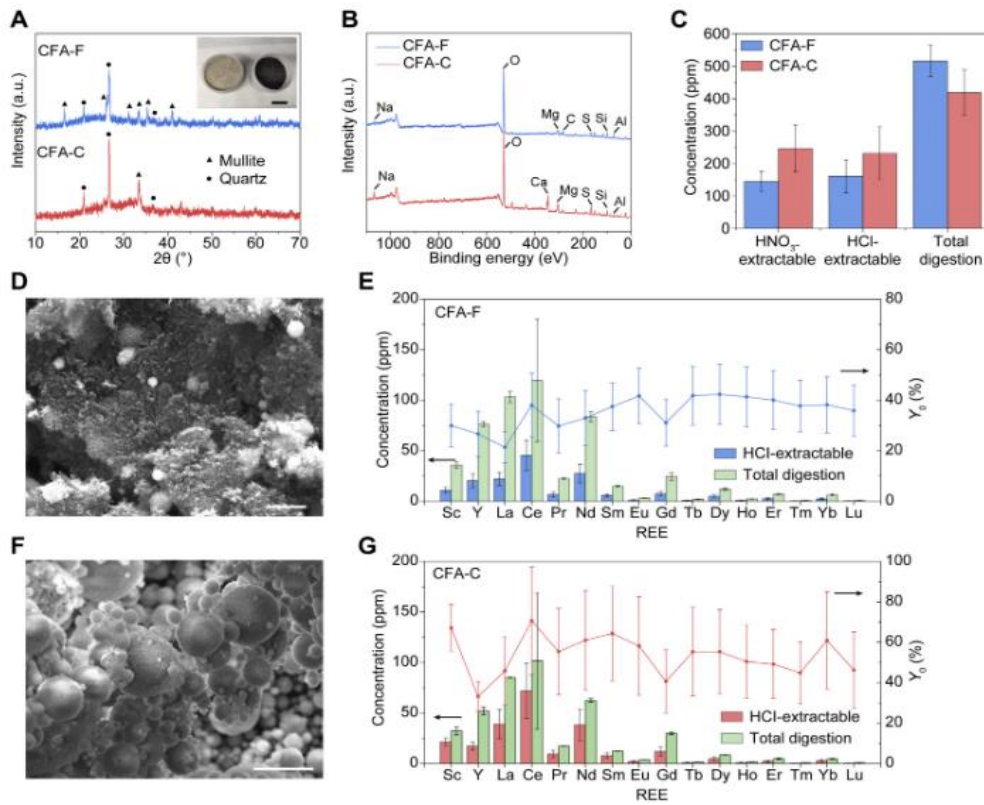 A
CFA-F
CFA-C
Mullite
Quartz
Intensity (a.u.)
10 20 30 40 50 60 70
2θ (°)
B
CFA-F
CFA-C
Na
O
Mg C S Si Al
Na
O
Ca
Mg S Si Al
Intensity (a.u.)
1000 800 600 400 200 0
Binding energy (eV)
C
CFA-F
CFA-C
Concentration (ppm)
600
500
400
300
200
100
0
HNO₃-
extractable
HCl-
extractable
Total
digestion
D
E
CFA-F
Concentration (ppm)
200
150
100
50
0
80
60
40
20
0
Y₀ (%)
HCl-extractable
Total digestion
Sc Y La Ce Pr Nd Sm Eu Gd Tb Dy Ho Er Tm Yb Lu
REE
F
G
CFA-C
Concentration (ppm)
200
150
100
50
0
100
80
60
40
20
0
Y₀ (%)
HCl-extractable
Total digestion
Sc Y La Ce Pr Nd Sm Eu Gd Tb Dy Ho Er Tm Yb Lu
REE